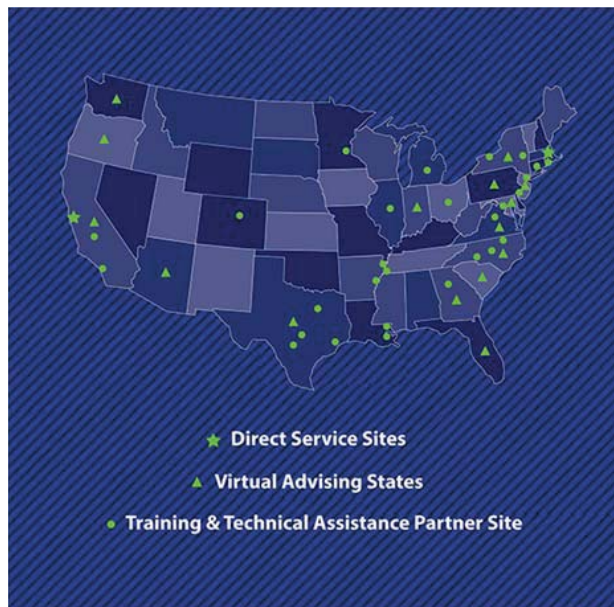 Direct Service Sites
Virtual Advising States
Training & Technical Assistance Partner Site